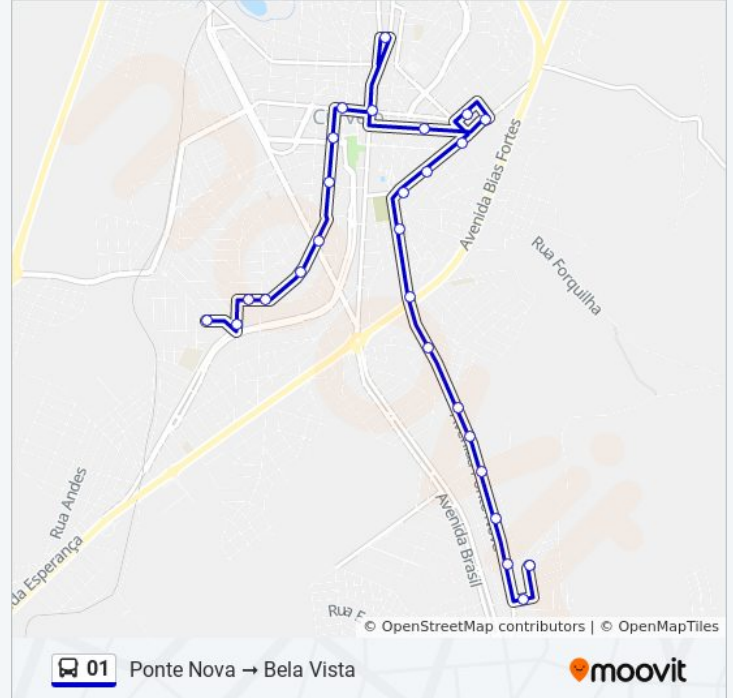 Avenida Bias Fortes
Rua Forquilha
Rua Andes
da Esperança
Avenida Brasil
© OpenStreetMap contributors | © OpenMapTiles
01 Ponte Nova → Bela Vista
moovit